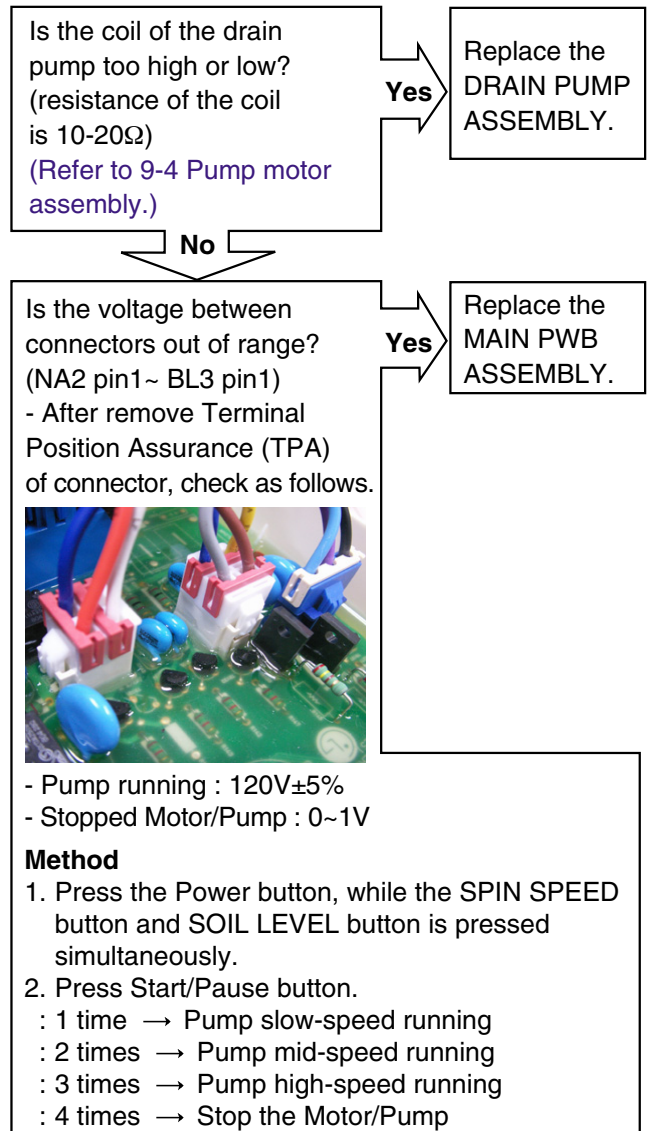 Is the coil of the drain
pump too high or low?
(resistance of the coil
is 10-20Ω)
(Refer to 9-4 Pump motor
assembly.)
Yes
Replace the
DRAIN PUMP
ASSEMBLY.
No
Is the voltage between
connectors out of range?
(NA2 pin1~ BL3 pin1)
- After remove Terminal
Position Assurance (TPA)
of connector, check as follows.
Yes
Replace the
MAIN PWB
ASSEMBLY.
- Pump running : 120V±5%
- Stopped Motor/Pump : 0~1V
Method
1. Press the Power button, while the SPIN SPEED
button and SOIL LEVEL button is pressed
simultaneously.
2. Press Start/Pause button.
: 1 time → Pump slow-speed running
: 2 times → Pump mid-speed running
: 3 times → Pump high-speed running
: 4 times → Stop the Motor/Pump